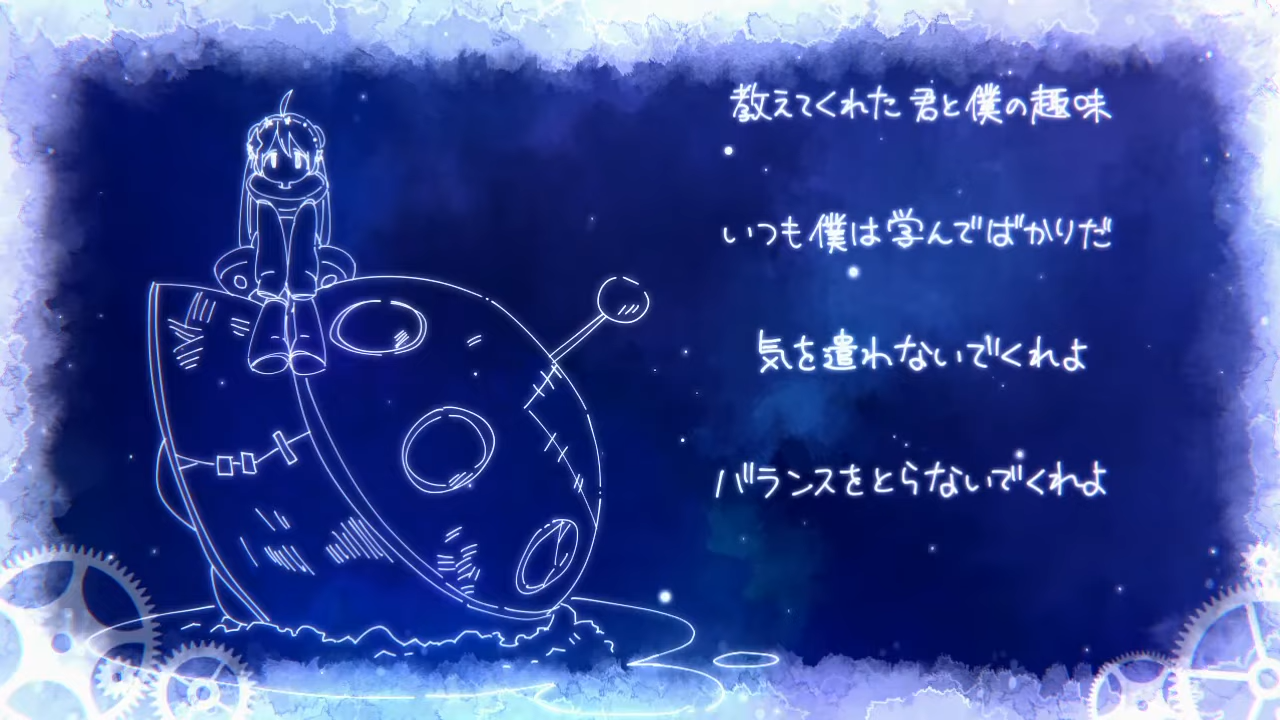 教えてくれた 君と僕の趣味
いつも僕は学んでばかりだ
気を遣わないでくれよ
バランスをとらないでくれよ